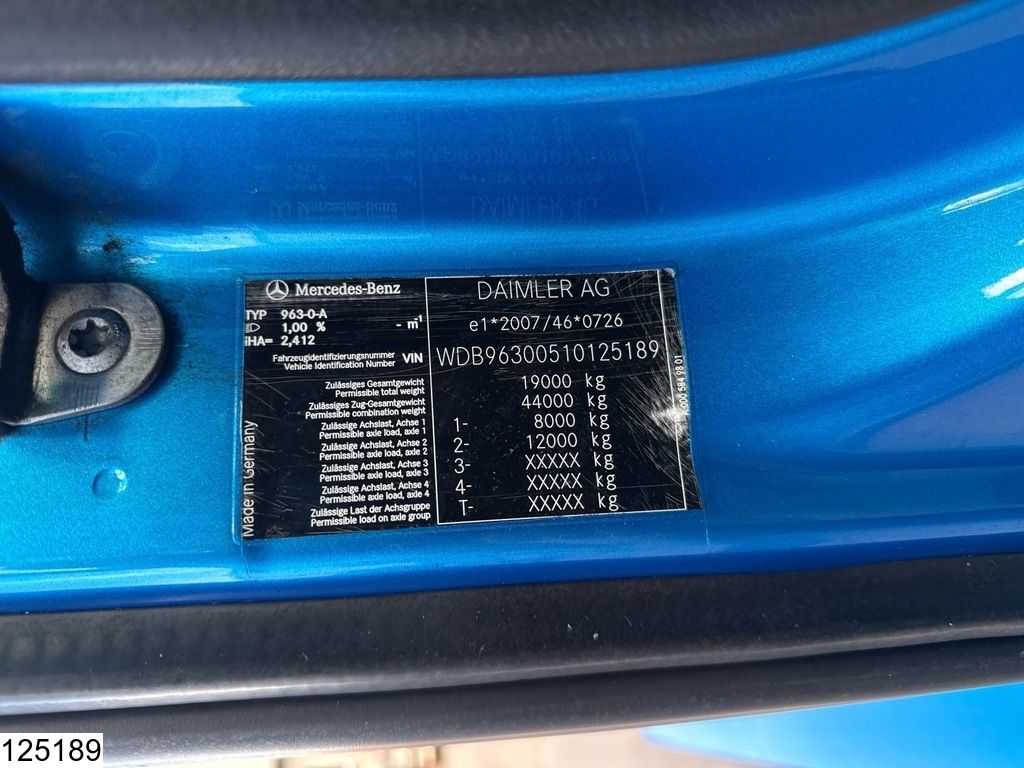 Mercedes-Benz
DAIMLER AG
TYP 963-0-A
1,00 % - m¹
iHA= 2,412
e1*2007/46*0726
Fahrzeugidentifizierungsnummer
Vehicle Identification Number VIN WDB96300510125189
Zulässiges Gesamtgewicht
Permissible total weight 19000 kg
Zulässiges Zug-Gesamtgewicht
Permissible combination weight 44000 kg
Zulässige Achslast, Achse 1
Permissible axle load, axle 1 1- 8000 kg
Zulässige Achslast, Achse 2
Permissible axle load, axle 2 2- 12000 kg
Zulässige Achslast, Achse 3
Permissible axle load, axle 3 3- XXXXX kg
Zulässige Achslast, Achse 4
Permissible axle load, axle 4 4- XXXXX kg
Zulässige Last der Achsgruppe
Permissible load on axle group T- XXXXX kg
Made in Germany
125189